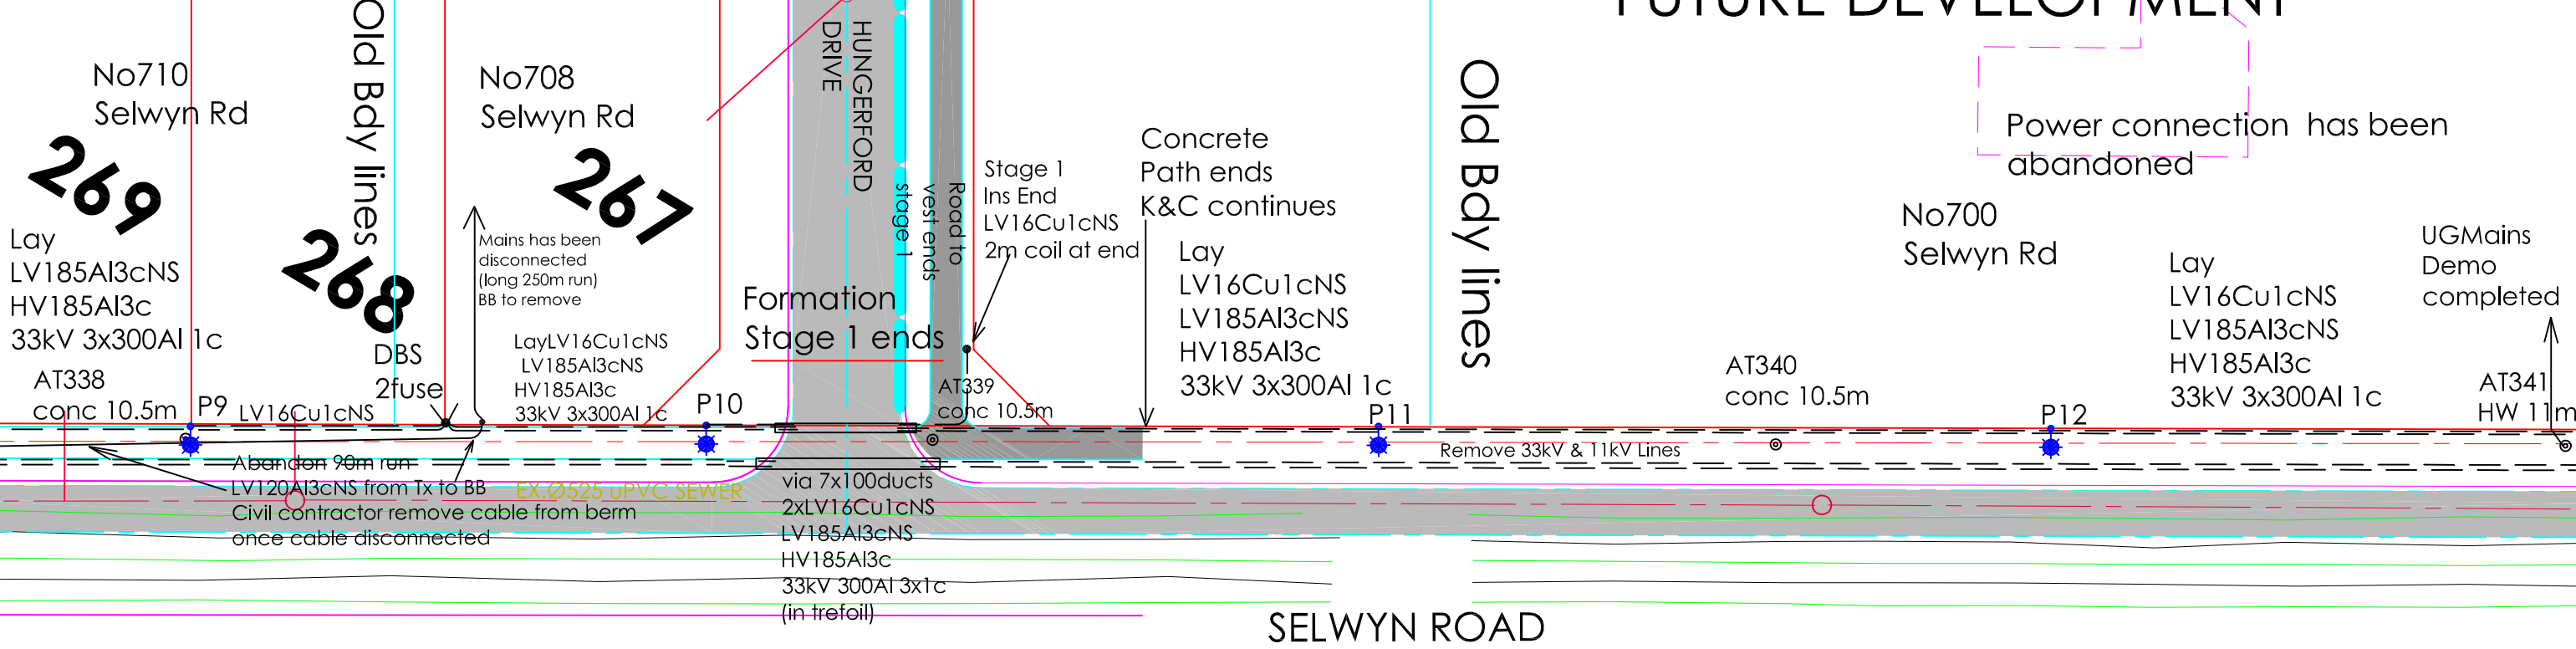 FUTURE DEVELOPMENT
No710
Selwyn Rd
269
Lay
LV185Al3cNS
HV185Al3c
33kV 3x300Al 1c
AT338
conc 10.5m
P9
LV16Cu1cNS
Old Bdy lines
268
DBS
2fuse
No708
Selwyn Rd
267
Mains has been
disconnected
(long 250m run)
BB to remove
LayLV16Cu1cNS
LV185Al3cNS
HV185Al3c
33kV 3x300Al 1c
P10
HUNGERFORD
DRIVE
Formation
Stage 1 ends
Road to
vest ends
stage 1
Stage 1
Ins End
LV16Cu1cNS
2m coil at end
AT339
conc 10.5m
Concrete
Path ends
K&C continues
Lay
LV16Cu1cNS
LV185Al3cNS
HV185Al3c
33kV 3x300Al 1c
P11
Old Bdy lines
Remove 33kV & 11kV Lines
AT340
conc 10.5m
Power connection has been
abandoned
No700
Selwyn Rd
P12
Lay
LV16Cu1cNS
LV185Al3cNS
HV185Al3c
33kV 3x300Al 1c
UGMains
Demo
completed
AT341
HW 11m
Abandon 90m run
LV120Al3cNS from Tx to BB
Civil contractor remove cable from berm
once cable disconnected
EX.Ø525 uPVC SEWER
via 7x100ducts
2xLV16Cu1cNS
LV185Al3cNS
HV185Al3c
33kV 300Al 3x1c
(in trefoil)
SELWYN ROAD